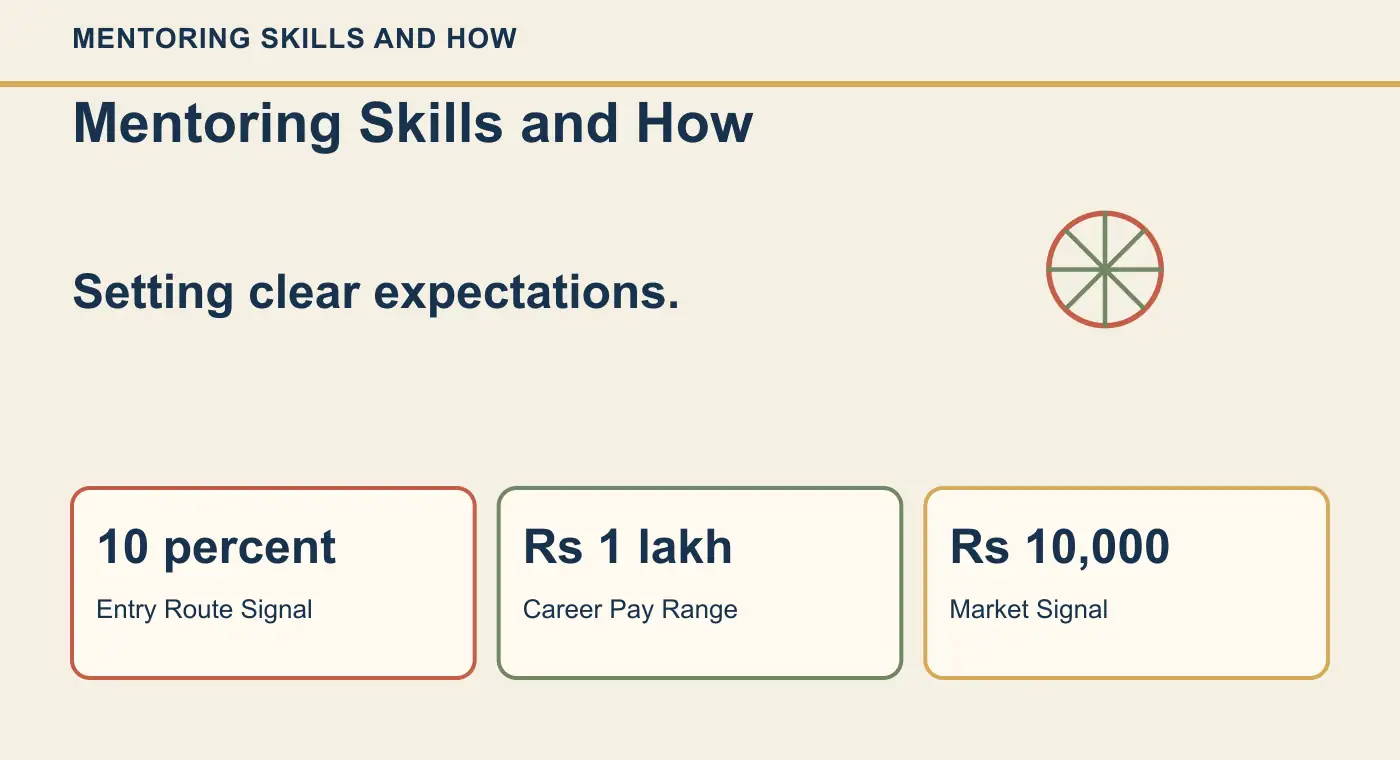 MENTORING SKILLS AND HOW
Mentoring Skills and How
Setting clear expectations.
10 percent
Entry Route Signal
Rs 1 lakh
Career Pay Range
Rs 10,000
Market Signal